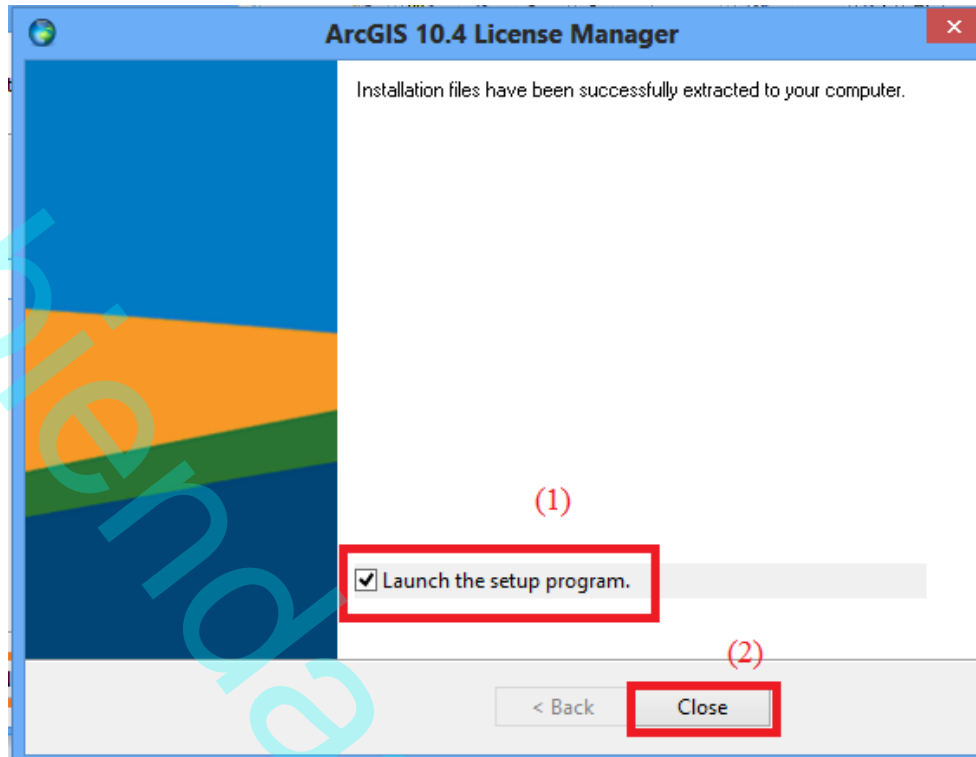 ArcGIS 10.4 License Manager
Installation files have been successfully extracted to your computer.
(1)
Launch the setup program.
(2)
< Back
Close